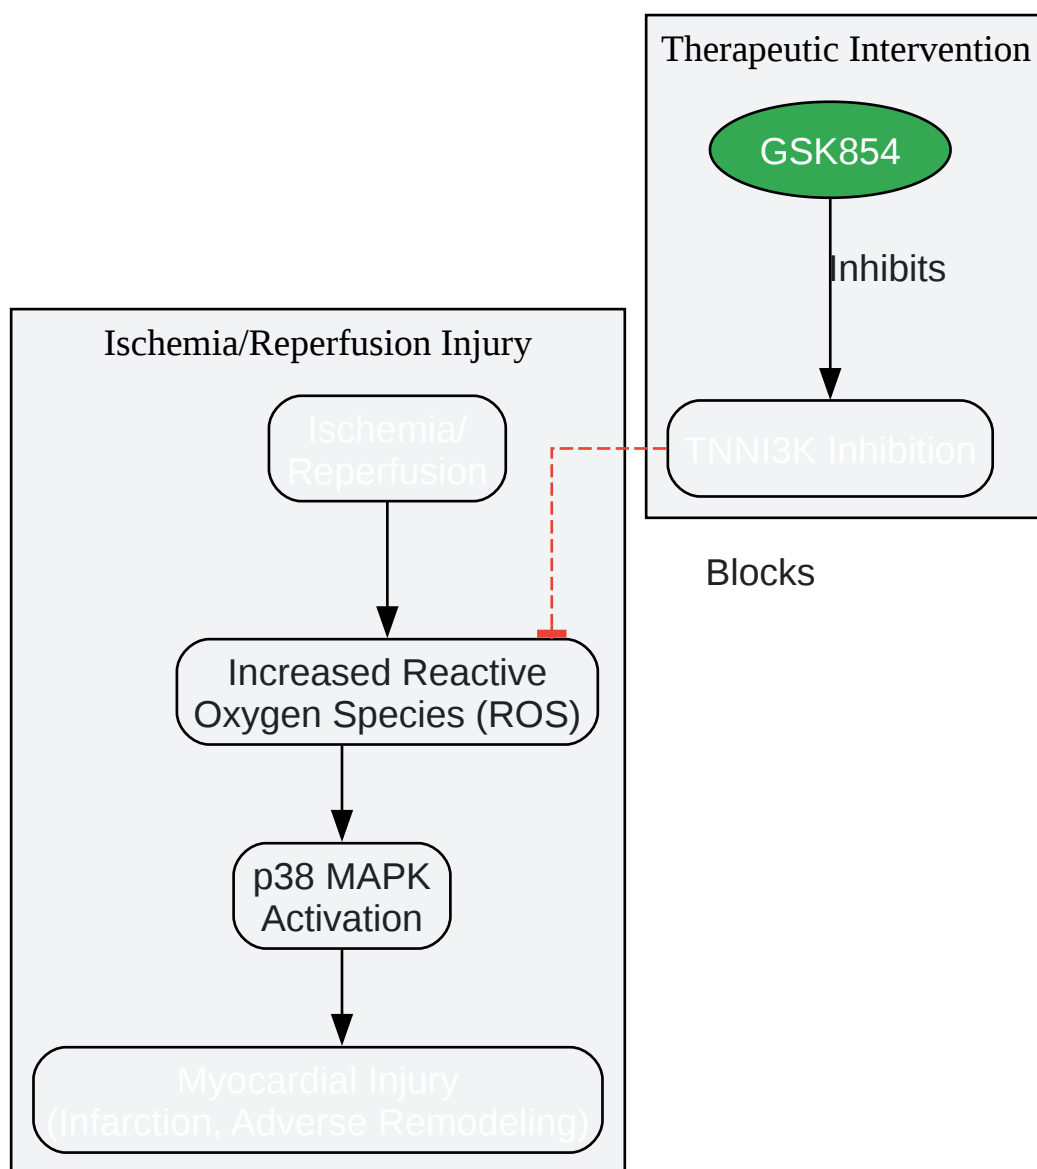 Therapeutic Intervention
GSK854
Inhibits
TNNI3K Inhibition
Blocks
Ischemia/Reperfusion Injury
Ischemia/
Reperfusion
Increased Reactive
Oxygen Species (ROS)
p38 MAPK
Activation
Myocardial Injury
(Infarction, Adverse Remodeling)